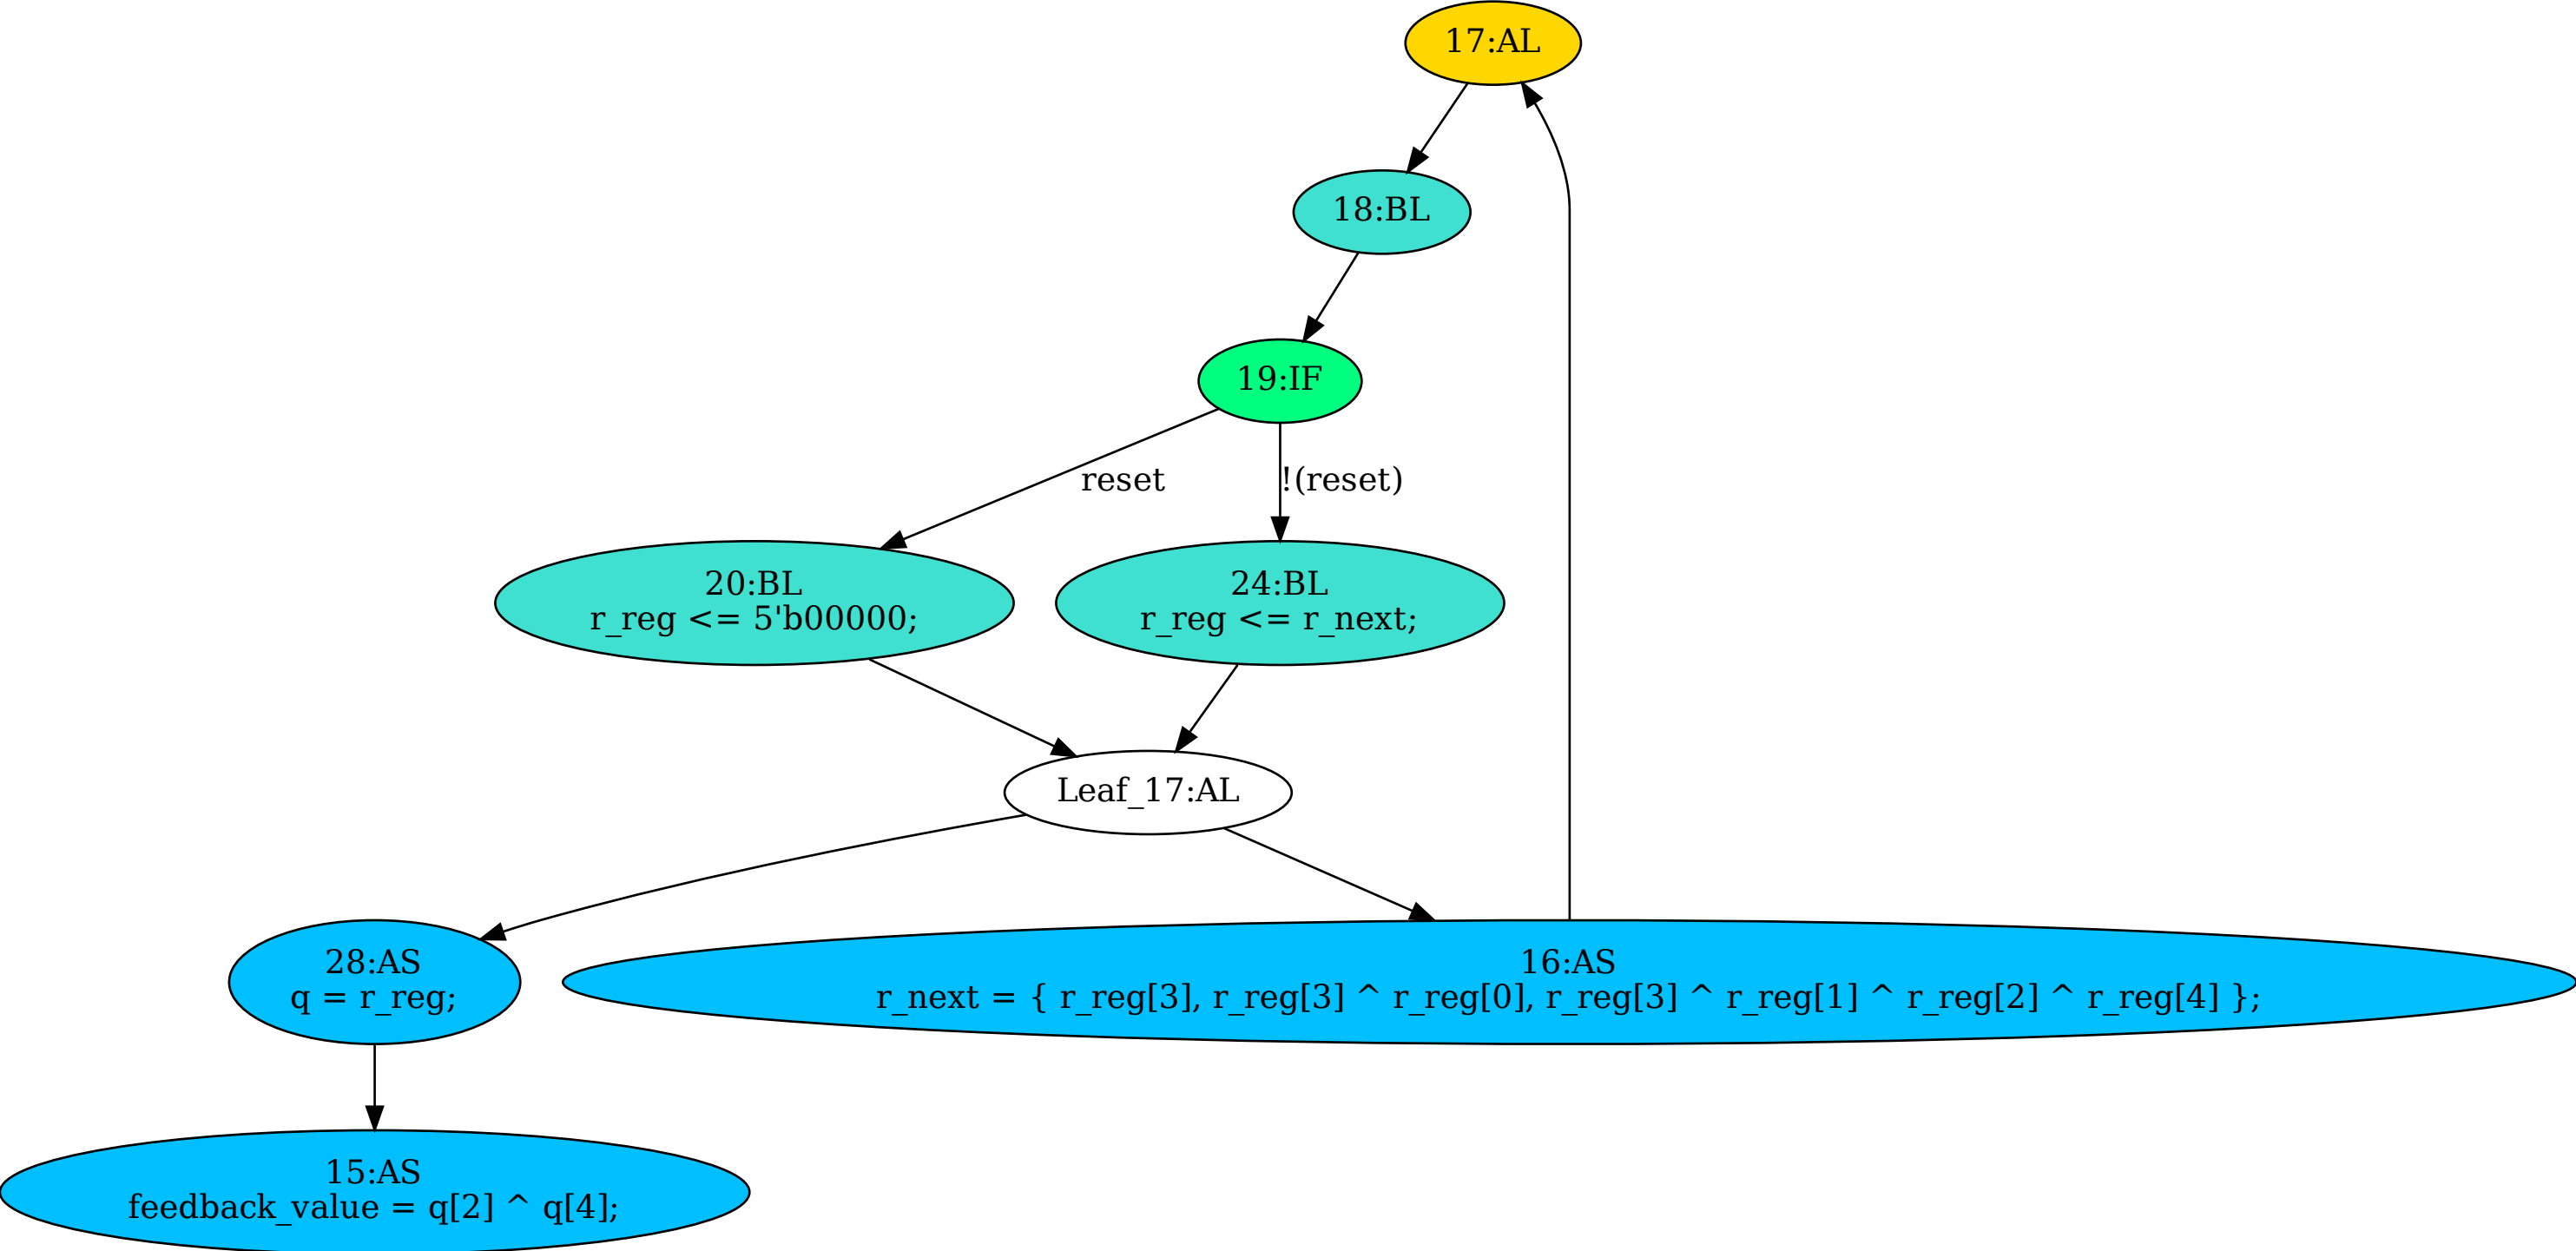 17:AL
18:BL
19:IF
reset
!(reset)
20:BL
r_reg <= 5'b00000;
24:BL
r_reg <= r_next;
Leaf_17:AL
28:AS
q = r_reg;
16:AS
r_next = { r_reg[3], r_reg[3] ^ r_reg[0], r_reg[3] ^ r_reg[1] ^ r_reg[2] ^ r_reg[4] };
15:AS
feedback_value = q[2] ^ q[4];